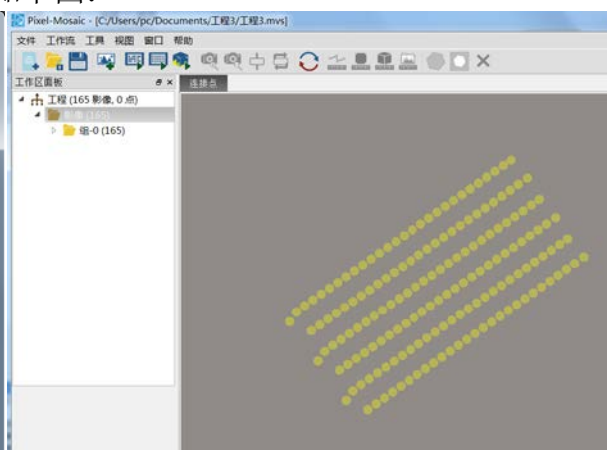 Pixel-Mosaic - [C:/Users/pc/Documents/工程3/工程3.mvs]
文件 工作流 工具 视图 窗口 帮助
工作区面板
连接点
工程 (165 影像, 0 点)
影像 (165)
组-0 (165)